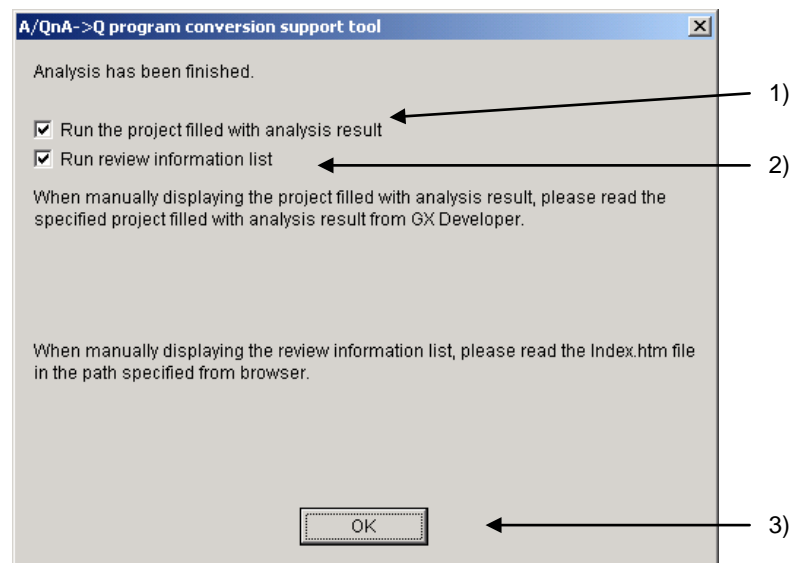 A/QnA->Q program conversion support tool
Analysis has been finished.
1)
Run the project filled with analysis result
Run review information list
2)
When manually displaying the project filled with analysis result, please read the
specified project filled with analysis result from GX Developer.
When manually displaying the review information list, please read the Index.htm file
in the path specified from browser.
OK
3)